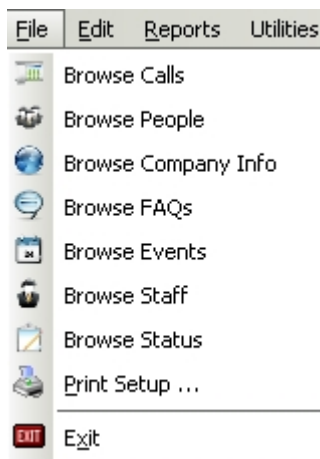 File Edit Reports Utilities
Browse Calls
Browse People
Browse Company Info
Browse FAQs
Browse Events
Browse Staff
Browse Status
Print Setup ...
EXIT Exit